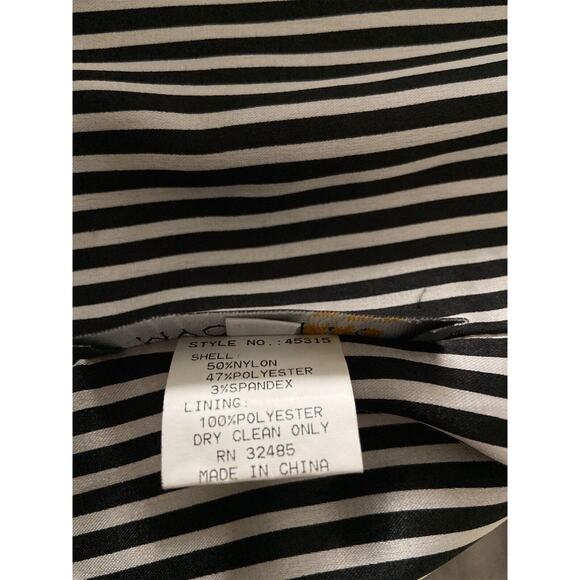 STYLE NO.: 45315
SHELL
50%NYLON
47%POLYESTER
3%SPANDEX
LINING:
100%POLYESTER
DRY CLEAN ONLY
RN 32485
MADE IN CHINA